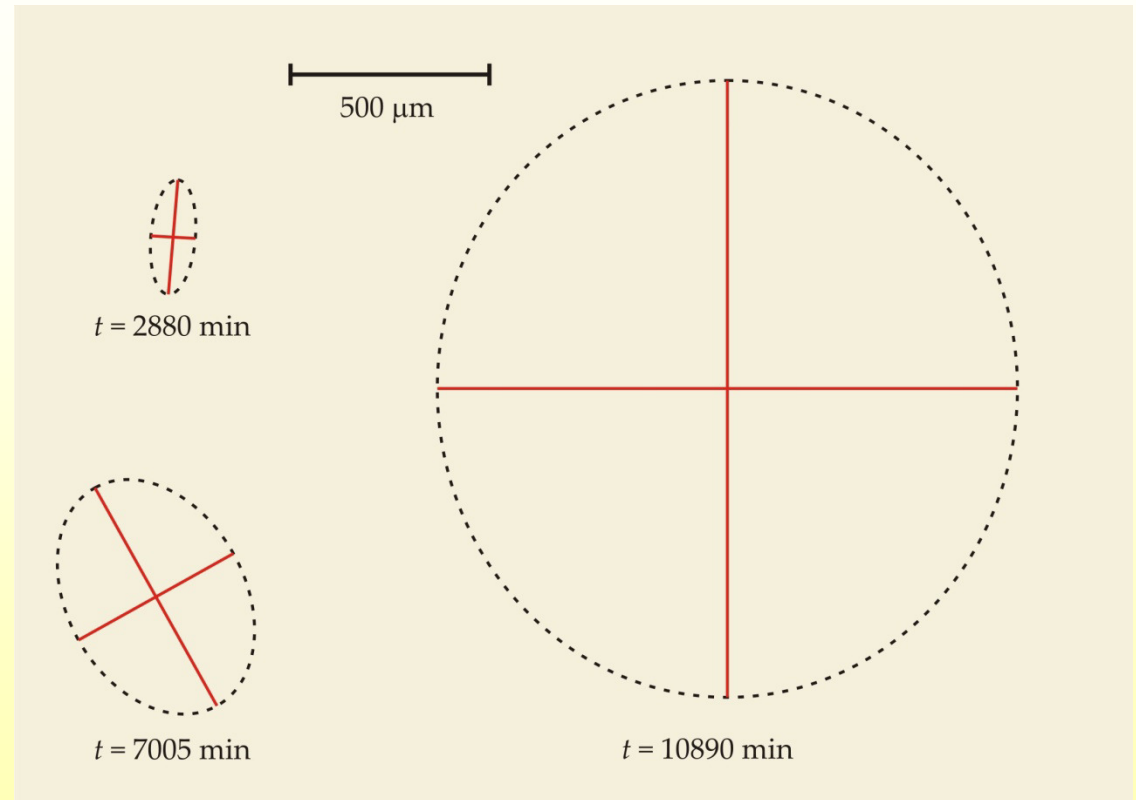 500 µm
t = 2880 min
t = 7005 min
t = 10890 min